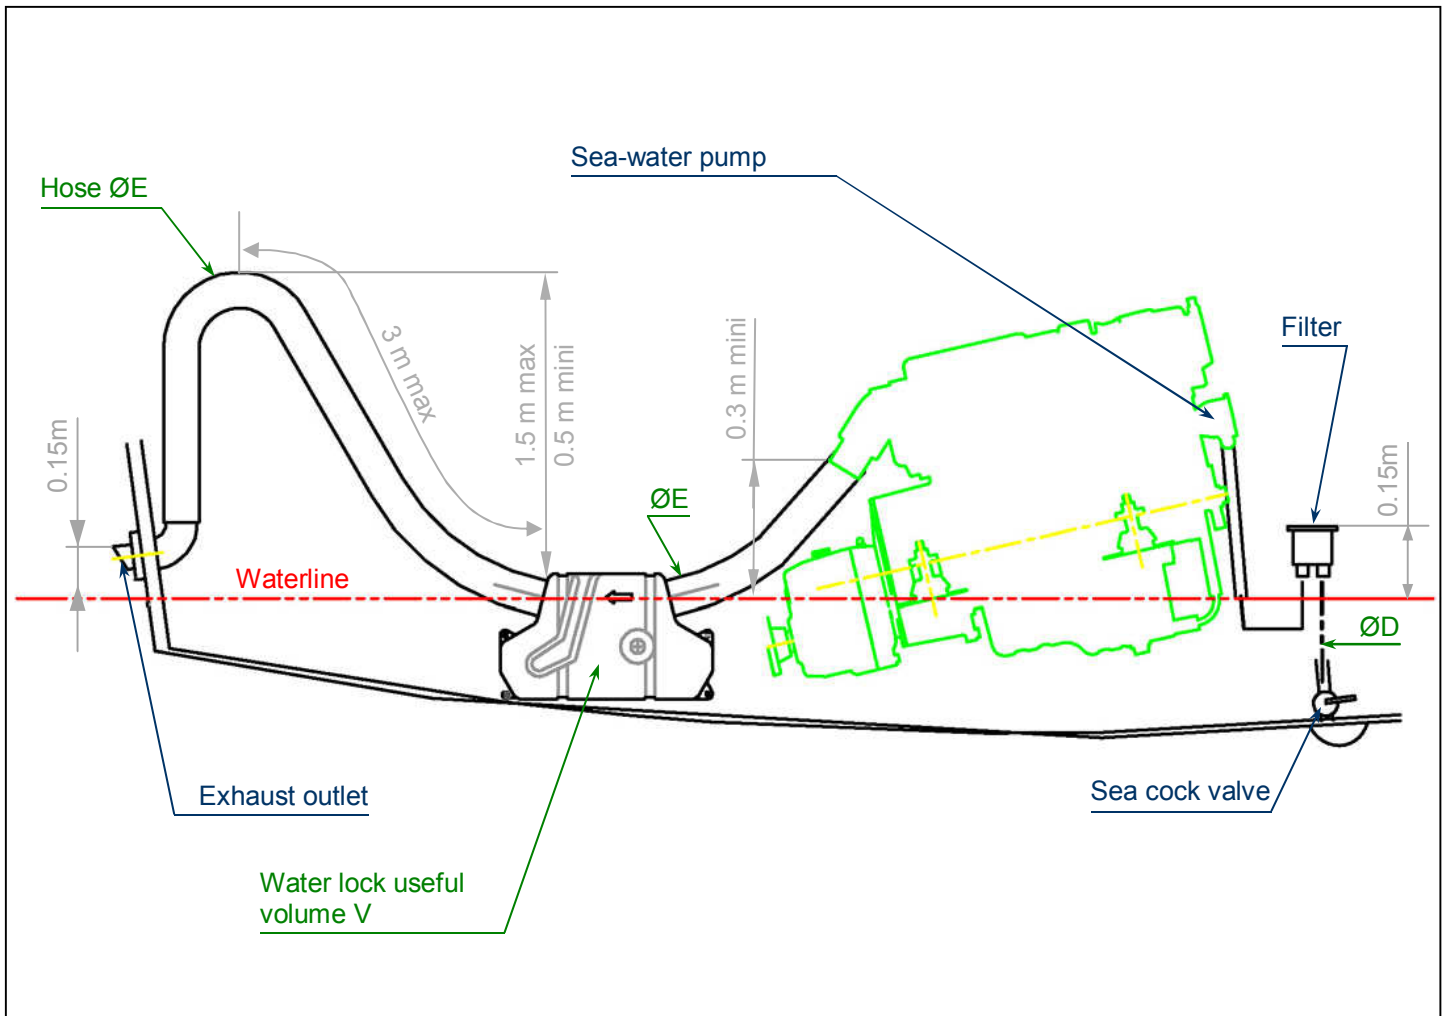 Sea-water pump
Hose ØE
Filter
3 m max
1.5 m max
0.5 m mini
0.3 m mini
0.15m
0.15m
ØE
Waterline
ØD
Exhaust outlet
Sea cock valve
Water lock useful
volume V